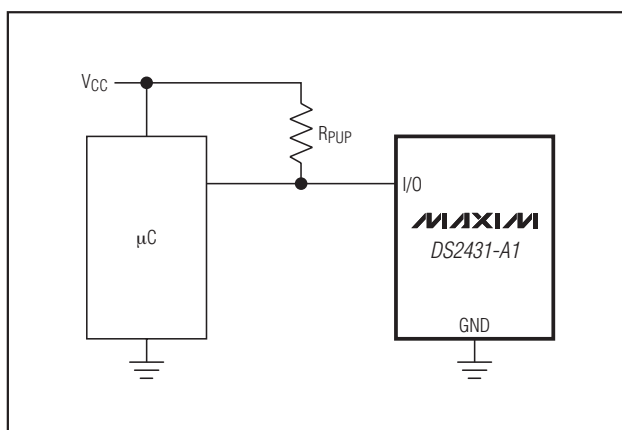 VCC
RPUP
I/O
µC
MAXIM
DS2431-A1
GND